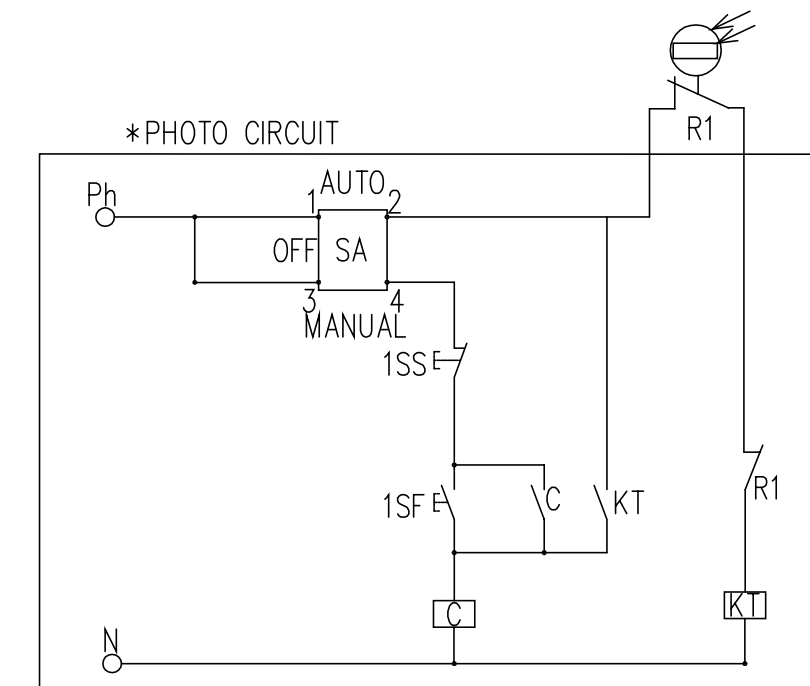 R1
*PHOTO CIRCUIT
Ph
AUTO
1
2
OFF
SA
3
4
MANUAL
1SS
1SF
C
KT
R1
C
KT
N